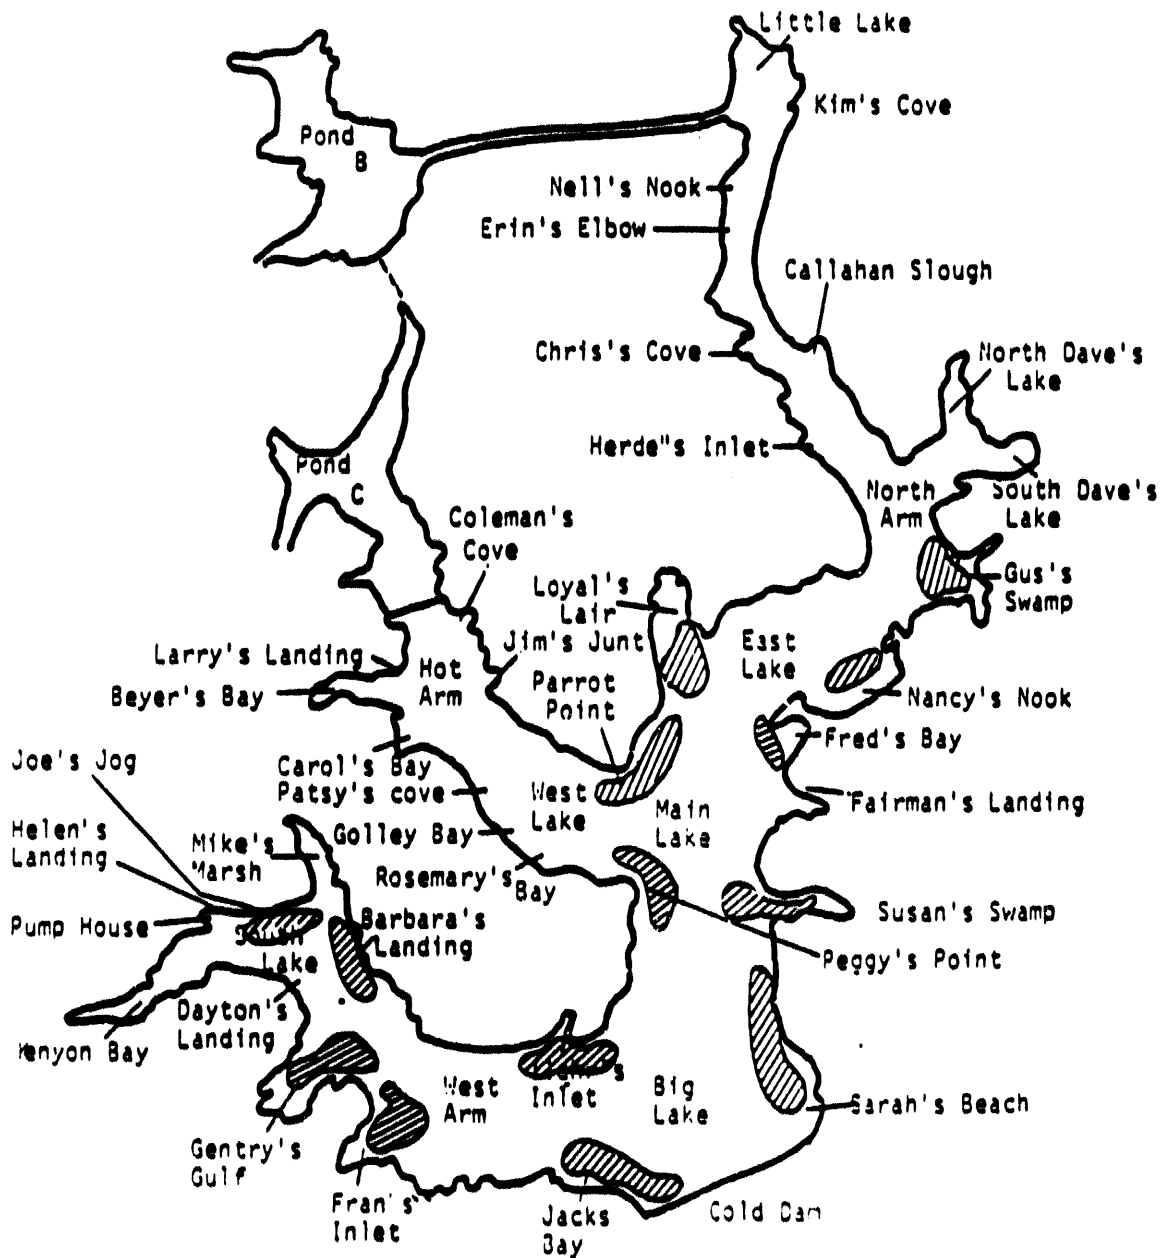 Little Lake
Kim's Cove
Pond
B
Nell's Nook
Erin's Elbow
Callahan Slough
Chris's Cove
North Dave's
Lake
Herde"s Inlet
Pond
C
North
Arm
South Dave's
Lake
Coleman's
Cove
Loyal's
Lair
Gus's
Swamp
Jim's Junt
East
Lake
Larry's Landing
Hot
Arm
Beyer's Bay
Parrot
Point
Nancy's Nook
Fred's Bay
Joe's Jog
Carol's Bay
Patsy's cove
West
Lake
Main
Lake
Fairman's Landing
Helen's
Landing
Mike's
Marsh
Golley Bay
Rosemary's
Bay
Pump House
South
Lake
Barbara's
Landing
Susan's Swamp
Peggy's Point
Kenyon Bay
Dayton's
Landing
West
Arm
Inlet
Big
Lake
Sarah's Beach
Gentry's
Gulf
Fran's
Inlet
Jacks
Bay
Cold Dam